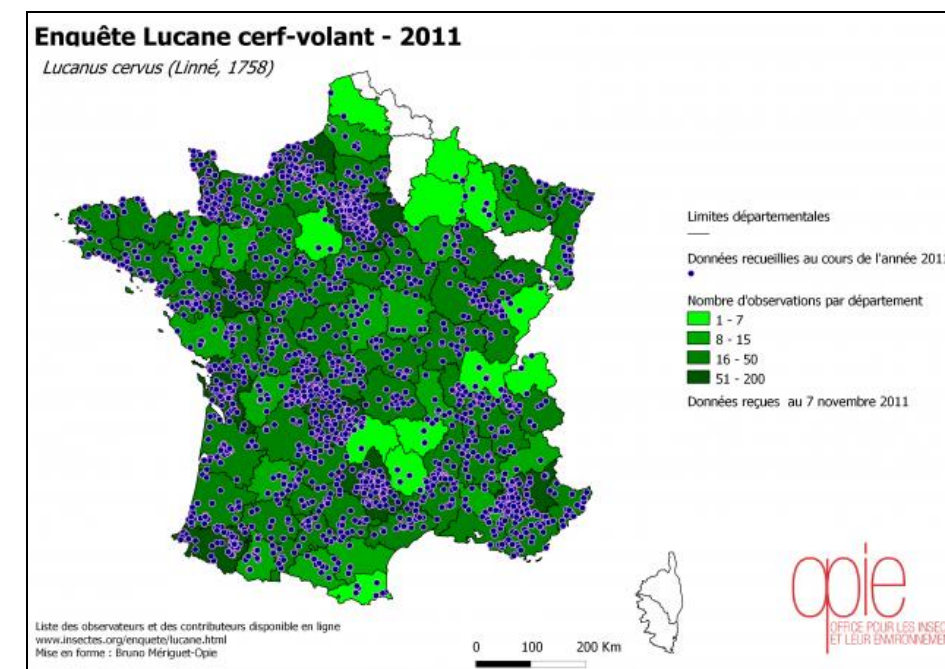 Enquête Lucane cerf-volant - 2011
Lucanus cervus (Linné, 1758)
Limites départementales
Données recueillies au cours de l'année 2011
Nombre d'observations par département
1 - 7
8 - 15
16 - 50
51 - 200
Données reçues au 7 novembre 2011
Liste des observateurs et des contributeurs disponible en ligne
www.insectes.org/enquete/lucane.html
Mise en forme : Bruno Mériguet-Opie
0 100 200 Km
opie
OFFICE POUR LES INSEC
ET LEUR ENVIRONNEMEN